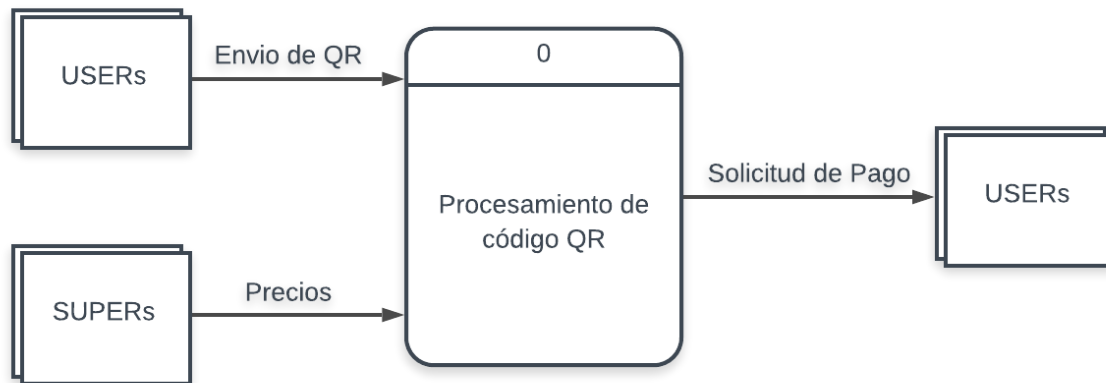 USERs
Envio de QR
0
Procesamiento de
código QR
Solicitud de Pago
USERs
SUPERs
Precios